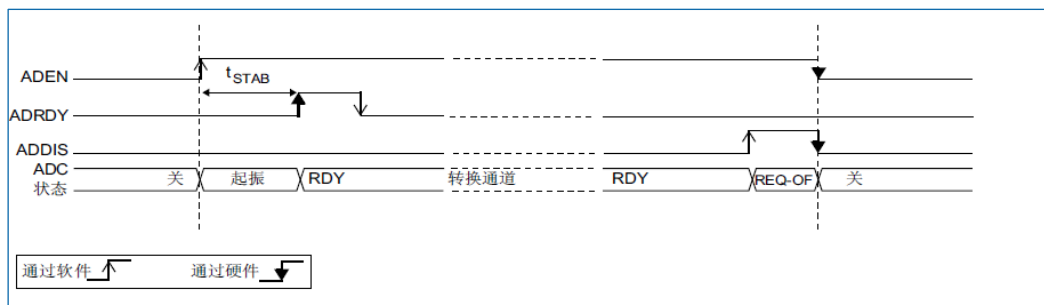 ADEN
tSTAB
ADRDY
ADDIS
ADC
状态 关 起振 RDY 转换通道 RDY REQ-OF 关
通过软件 通过硬件